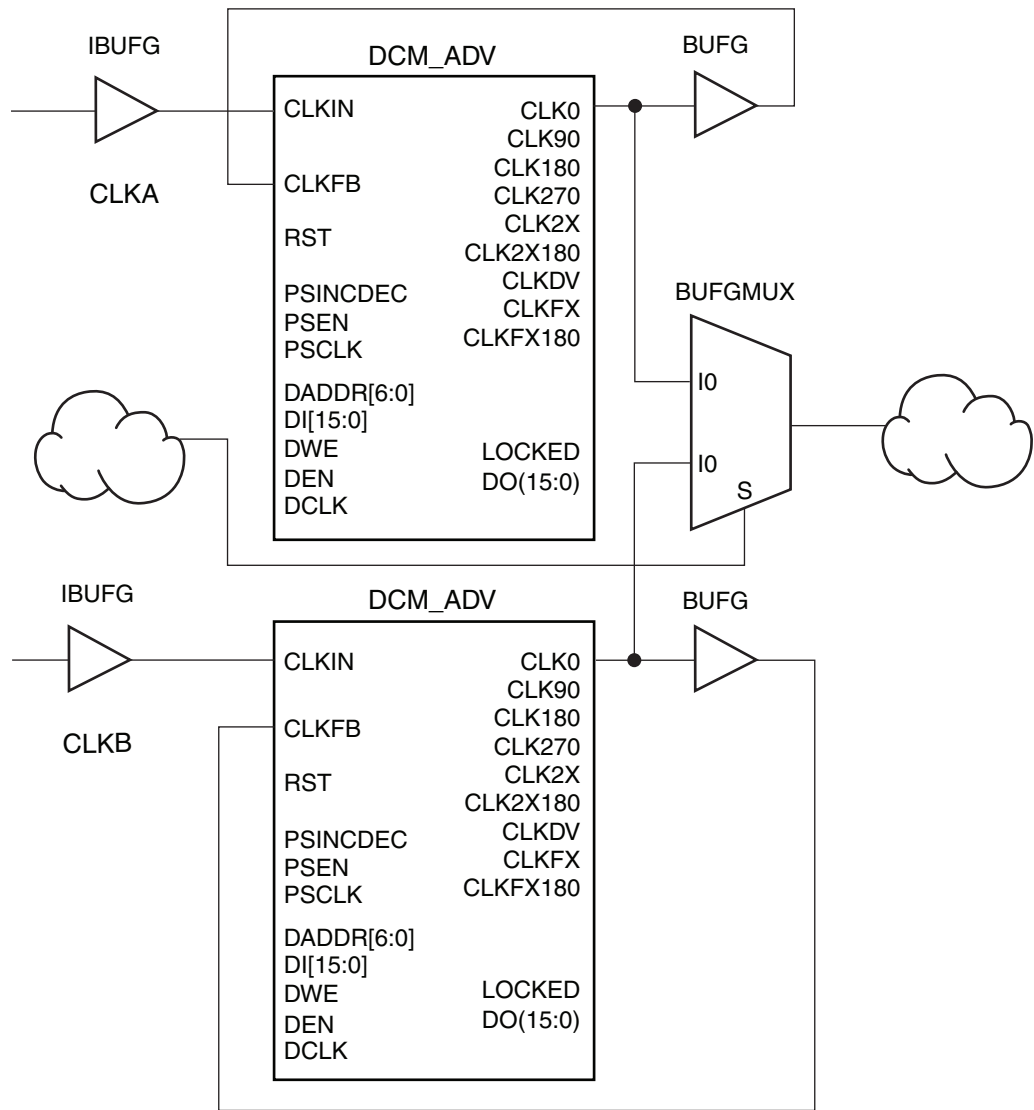 IBUFG
CLKA
DCM_ADV
CLKIN
CLKFB
RST
PSINCDEC
PSEN
PSCLK
DADDR[6:0]
DI[15:0]
DWE
DEN
DCLK
CLK0
CLK90
CLK180
CLK270
CLK2X
CLK2X180
CLKDV
CLKFX
CLKFX180
LOCKED
DO(15:0)
BUFG
BUFGMUX
I0
I0
S
IBUFG
CLKB
DCM_ADV
CLKIN
CLKFB
RST
PSINCDEC
PSEN
PSCLK
DADDR[6:0]
DI[15:0]
DWE
DEN
DCLK
CLK0
CLK90
CLK180
CLK270
CLK2X
CLK2X180
CLKDV
CLKFX
CLKFX180
LOCKED
DO(15:0)
BUFG